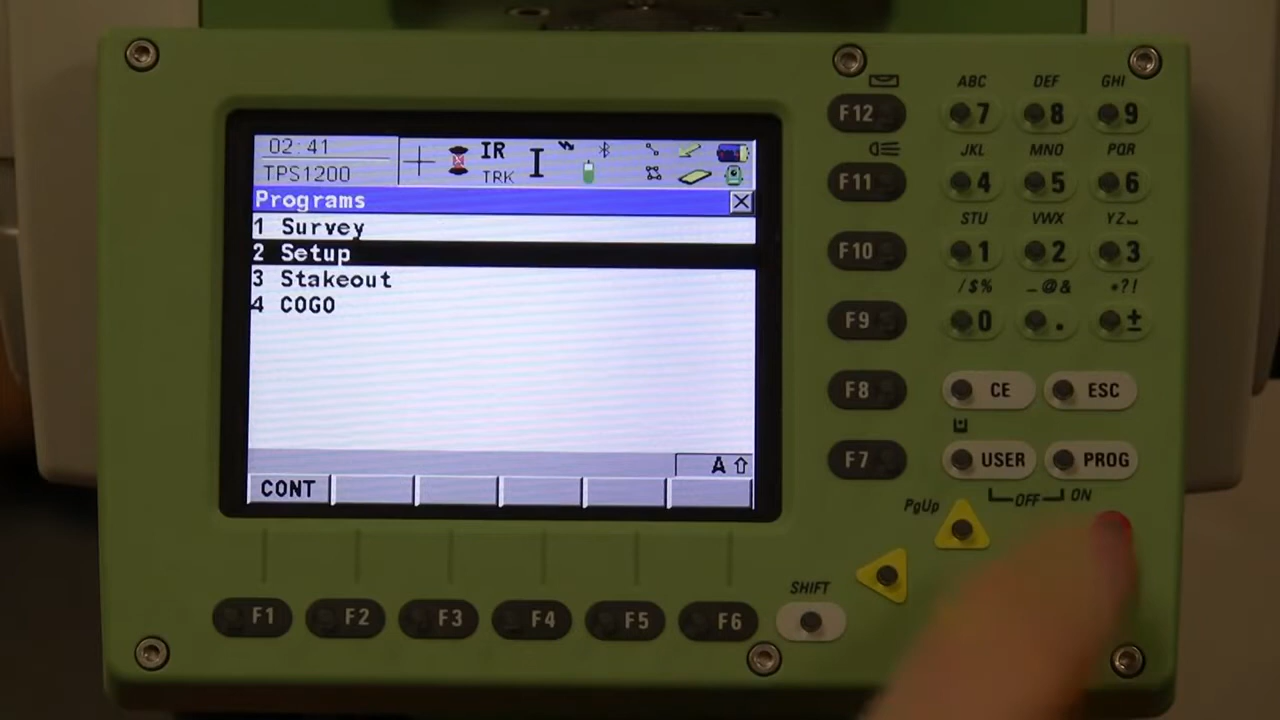 02:41
TPS1200
IR
TRK
Programs
1 Survey
2 Setup
3 Stakeout
4 COGO
A
CONT
F1 F2 F3 F4 F5 F6
SHIFT
F12
F11
F10
F9
F8
F7
ABC DEF GHI
7 8 9
JKL MNO PQR
4 5 6
STU VWX YZ
1 2 3
/$% _@& *?!
0 . ±
CE ESC
USER PROG
OFF ON
PgUp